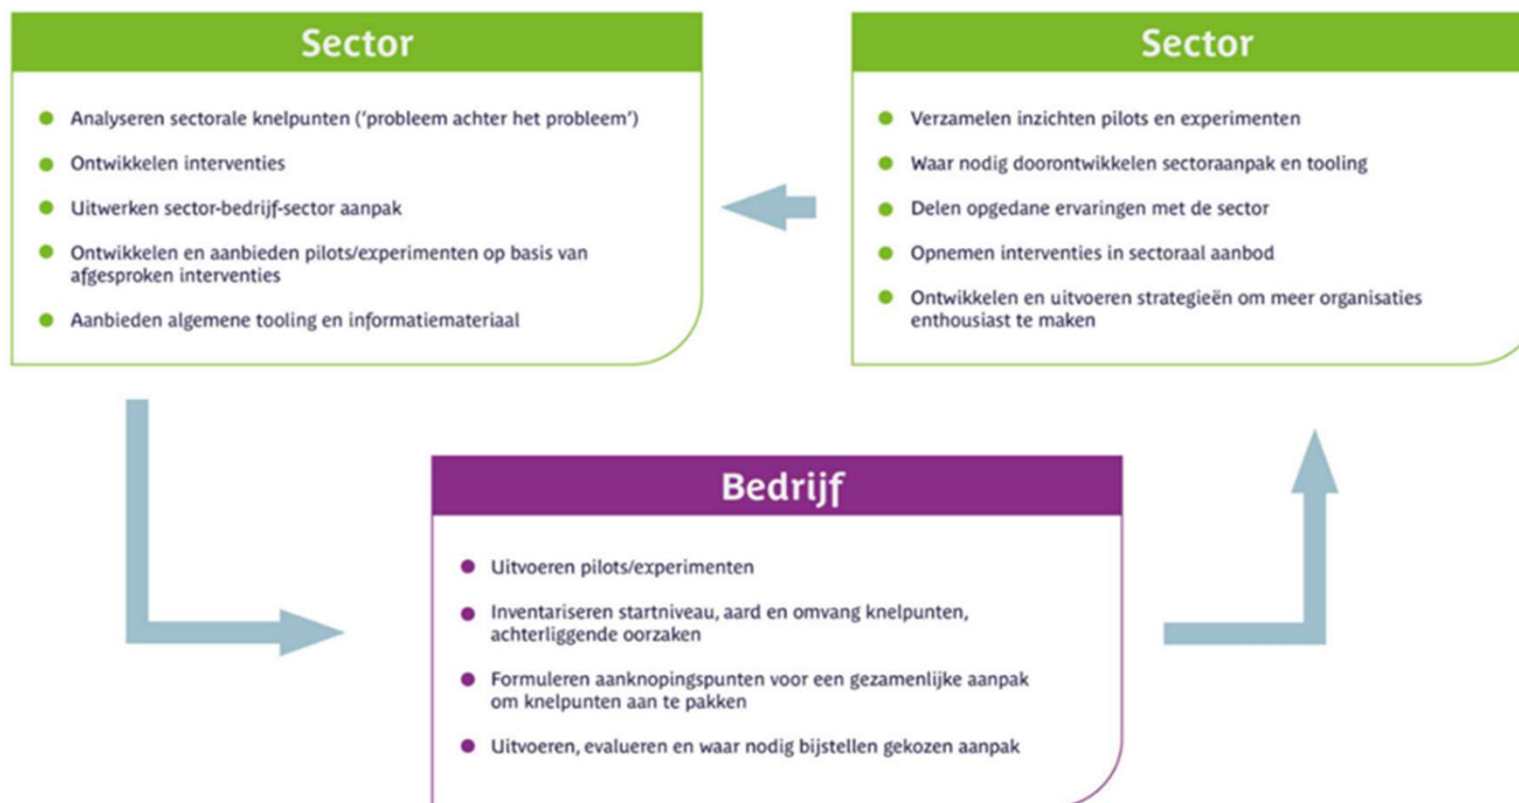 Sector
Analyseren sectorale knelpunten (‘probleem achter het probleem’)
Ontwikkelen interventies
Uitwerken sector-bedrijf-sector aanpak
Ontwikkelen en aanbieden pilots/experimenten op basis van
afgesproken interventies
Aanbieden algemene tooling en informatiemateriaal
Sector
Verzamelen inzichten pilots en experimenten
Waar nodig doorontwikkelen sectoraanpak en tooling
Delen opgedane ervaringen met de sector
Opnemen interventies in sectoraal aanbod
Ontwikkelen en uitvoeren strategieën om meer organisaties
enthousiast te maken
Bedrijf
Uitvoeren pilots/experimenten
Inventariseren startniveau, aard en omvang knelpunten,
achterliggende oorzaken
Formuleren aanknopingspunten voor een gezamenlijke aanpak
om knelpunten aan te pakken
Uitvoeren, evalueren en waar nodig bijstellen gekozen aanpak